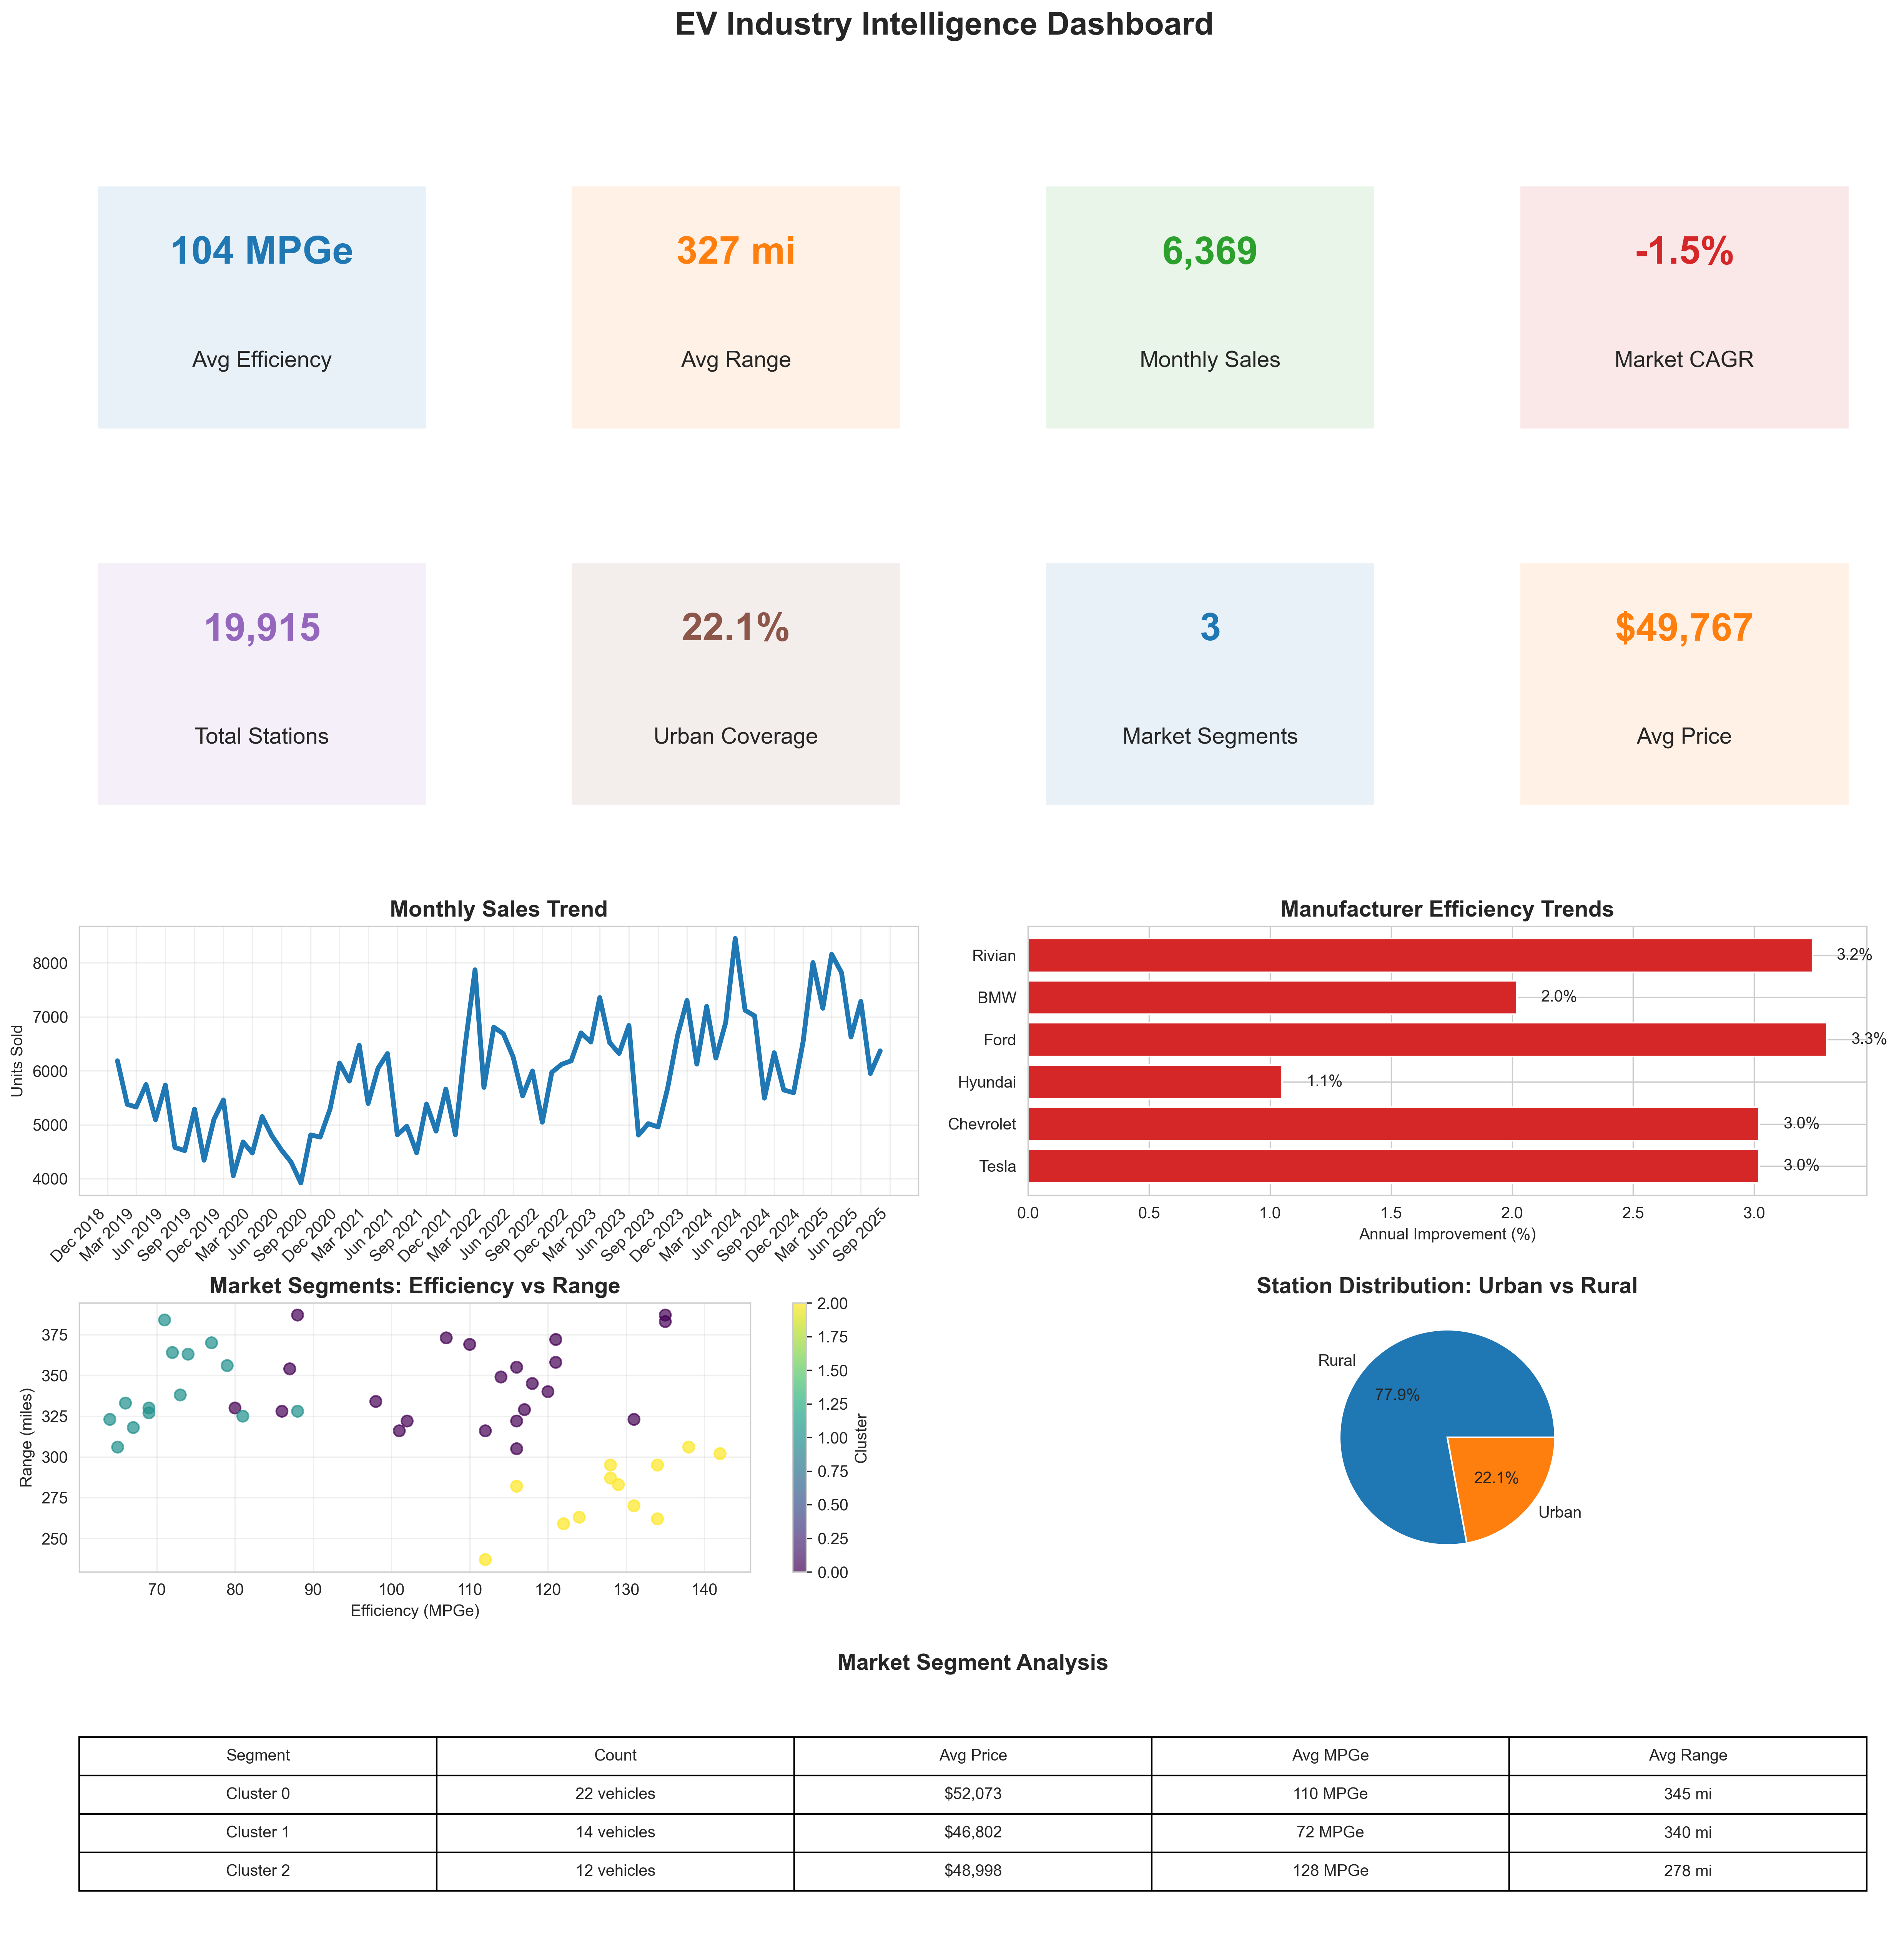 EV Industry Intelligence Dashboard
104 MPGe
Avg Efficiency
327 mi
Avg Range
6,369
Monthly Sales
-1.5%
Market CAGR
19,915
Total Stations
22.1%
Urban Coverage
3
Market Segments
$49,767
Avg Price
Monthly Sales Trend
Units Sold
8000
7000
6000
5000
4000
Dec 2018
Mar 2019
Jun 2019
Sep 2019
Dec 2019
Mar 2020
Jun 2020
Sep 2020
Dec 2020
Mar 2021
Jun 2021
Sep 2021
Dec 2021
Mar 2022
Jun 2022
Sep 2022
Dec 2022
Mar 2023
Jun 2023
Sep 2023
Dec 2023
Mar 2024
Jun 2024
Sep 2024
Dec 2024
Mar 2025
Jun 2025
Sep 2025
Manufacturer Efficiency Trends
Rivian 3.2%
BMW 2.0%
Ford 3.3%
Hyundai 1.1%
Chevrolet 3.0%
Tesla 3.0%
0.0 0.5 1.0 1.5 2.0 2.5 3.0
Annual Improvement (%)
Market Segments: Efficiency vs Range
Range (miles)
375
350
325
300
275
250
70 80 90 100 110 120 130 140
Efficiency (MPGe)
2.00
1.75
1.50
1.25
1.00
0.75
0.50
0.25
0.00
Cluster
Station Distribution: Urban vs Rural
Rural
77.9%
22.1%
Urban
Market Segment Analysis
Segment Count Avg Price Avg MPGe Avg Range
Cluster 0 22 vehicles $52,073 110 MPGe 345 mi
Cluster 1 14 vehicles $46,802 72 MPGe 340 mi
Cluster 2 12 vehicles $48,998 128 MPGe 278 mi